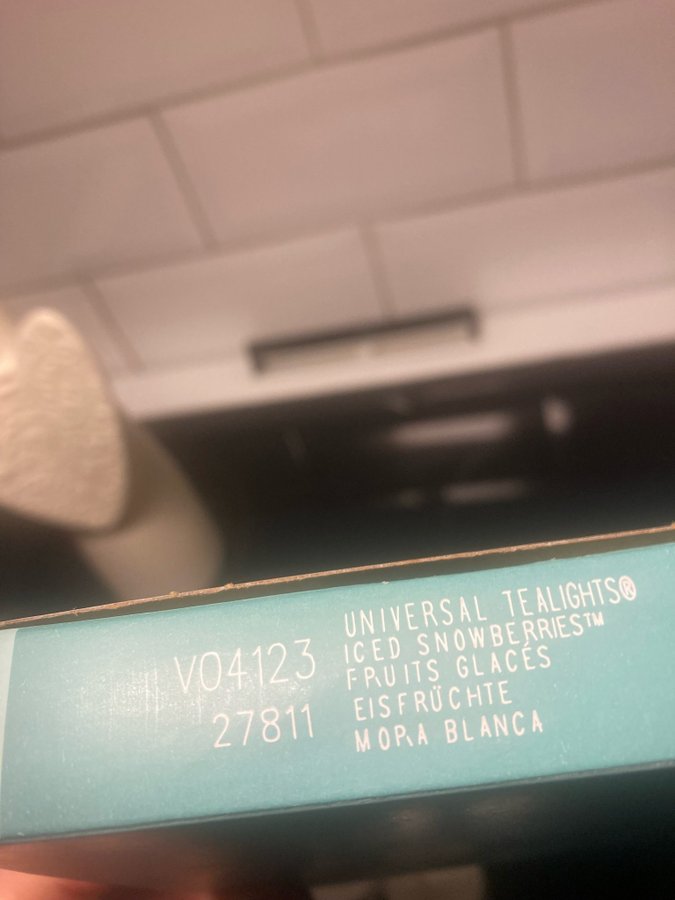 V04123
27811
UNIVERSAL TEALIGHTS®
ICED SNOWBERRIES™
FRUITS GLACÉS
EISFRÜCHTE
MORA BLANCA